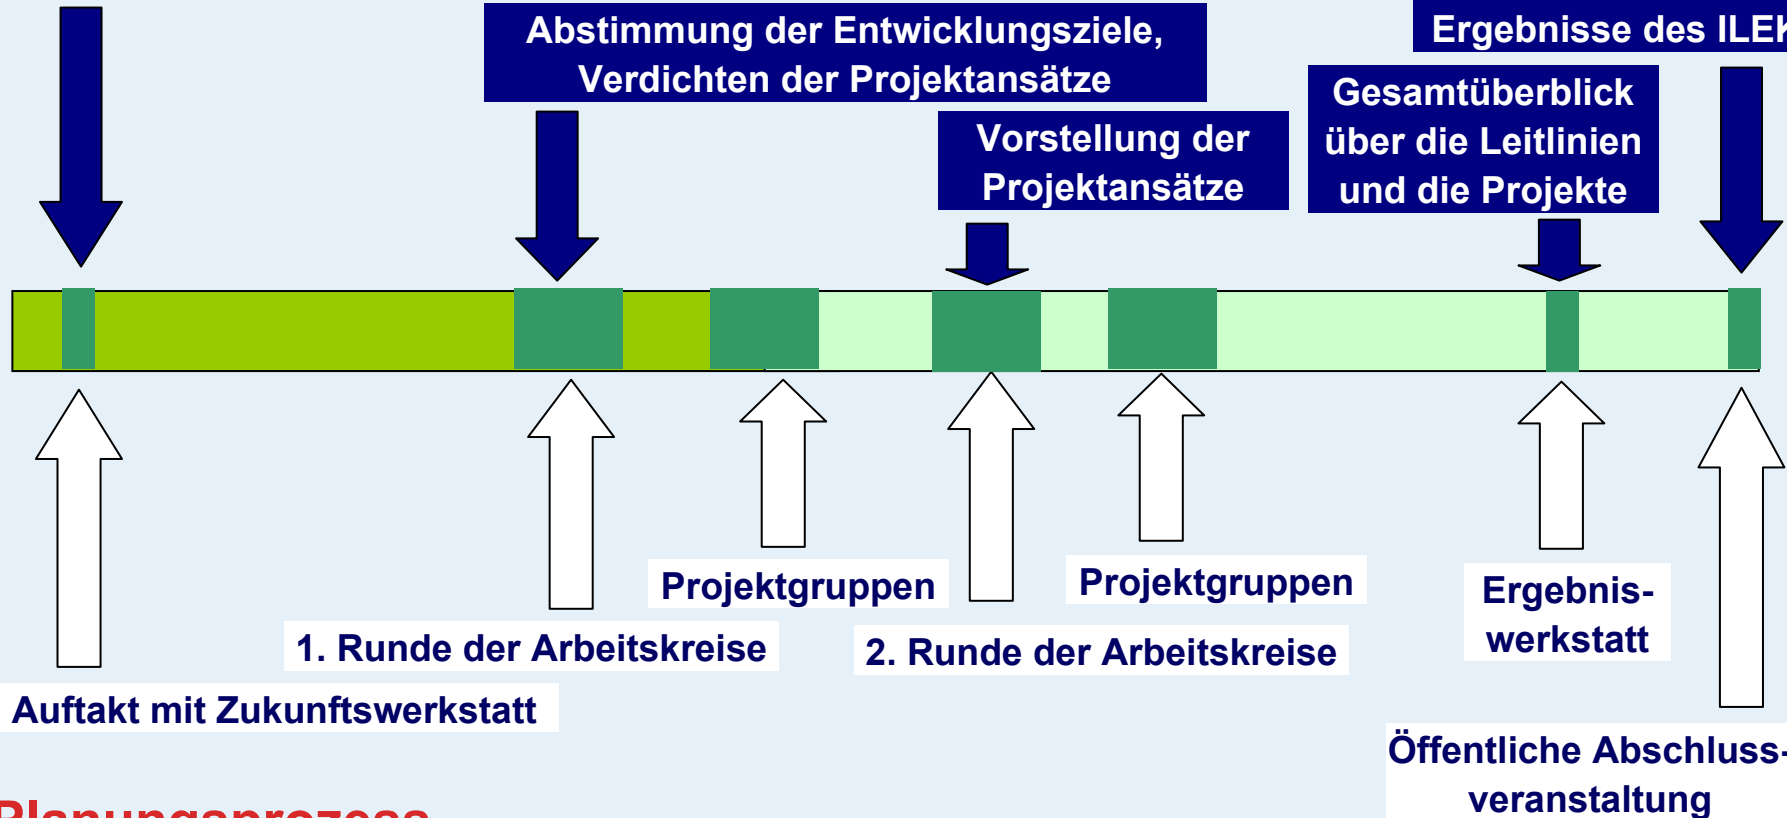 Abstimmung der Entwicklungsziele,
Verdichten der Projektansätze
Ergebnisse des ILEK
Vorstellung der
Projektansätze
Gesamtüberblick
über die Leitlinien
und die Projekte
Projektgruppen
Projektgruppen
1. Runde der Arbeitskreise
2. Runde der Arbeitskreise
Ergebnis-
werkstatt
Auftakt mit Zukunftswerkstatt
Öffentliche Abschluss-
veranstaltung
Planungsprozess